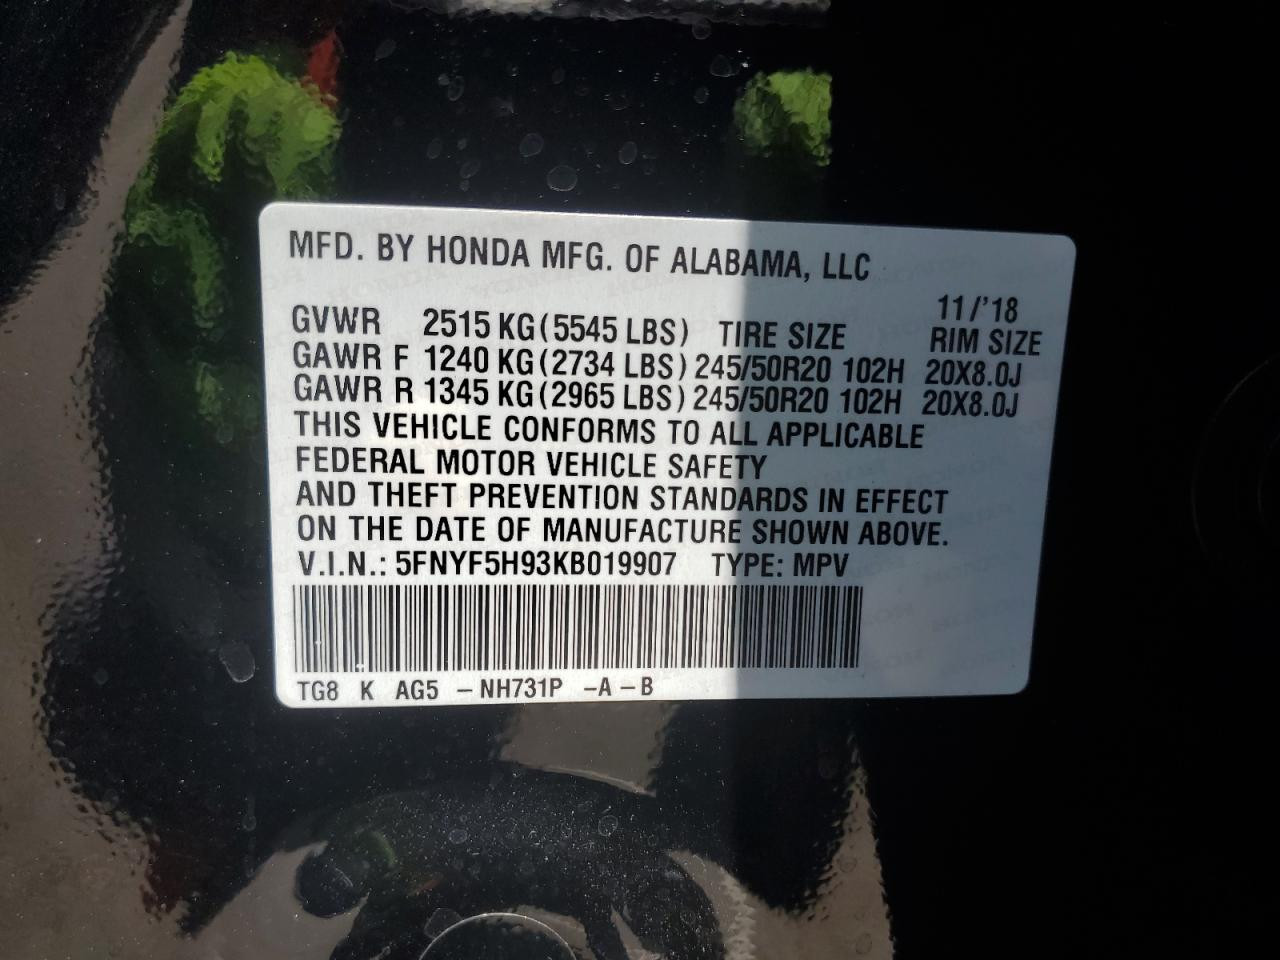 MFD. BY HONDA MFG. OF ALABAMA, LLC
11/'18
GVWR 2515 KG (5545 LBS) TIRE SIZE RIM SIZE
GAWR F 1240 KG (2734 LBS) 245/50R20 102H 20X8.0J
GAWR R 1345 KG (2965 LBS) 245/50R20 102H 20X8.0J
THIS VEHICLE CONFORMS TO ALL APPLICABLE
FEDERAL MOTOR VEHICLE SAFETY
AND THEFT PREVENTION STANDARDS IN EFFECT
ON THE DATE OF MANUFACTURE SHOWN ABOVE.
V.I.N.: 5FNYF5H93KB019907 TYPE: MPV
TG8 K AG5 - NH731P - A - B